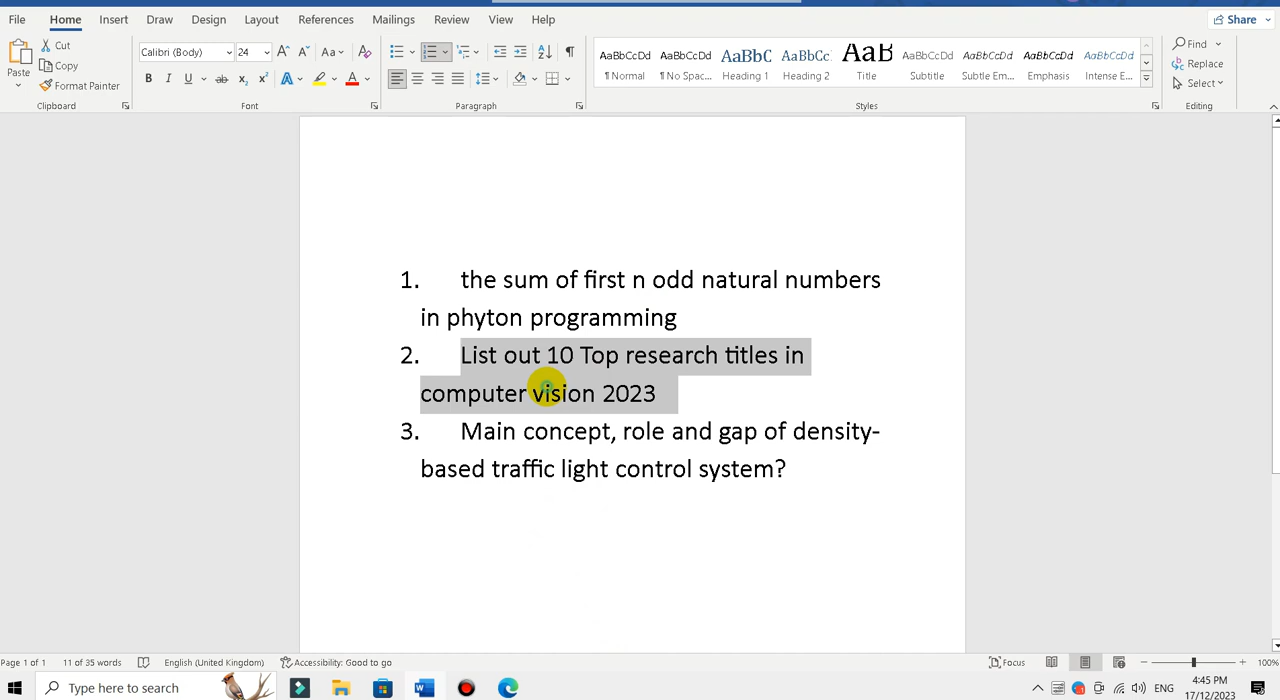 File Home Insert Draw Design Layout References Mailings Review View Help Share
Cut
Calibri (Body) 24 Aa
AaBbCcDd AaBbCcDd AaBbC AaBbCc AaB AaBbCcDd AaBbCcDd AaBbCcDd AaBbCcDd
Find
Paste Copy
¶ Normal ¶ No Spac... Heading 1 Heading 2 Title Subtitle Subtle Em... Emphasis Intense E...
Replace
Format Painter
B I U ab x₂ x² A A
Select
Clipboard Font Paragraph Styles Editing
1. the sum of first n odd natural numbers
in phyton programming
2. List out 10 Top research titles in
computer vision 2023
3. Main concept, role and gap of density-
based traffic light control system?
Page 1 of 1 11 of 35 words English (United Kingdom) Accessibility: Good to go Focus 100%
Type here to search ENG 4:45 PM
17/12/2023